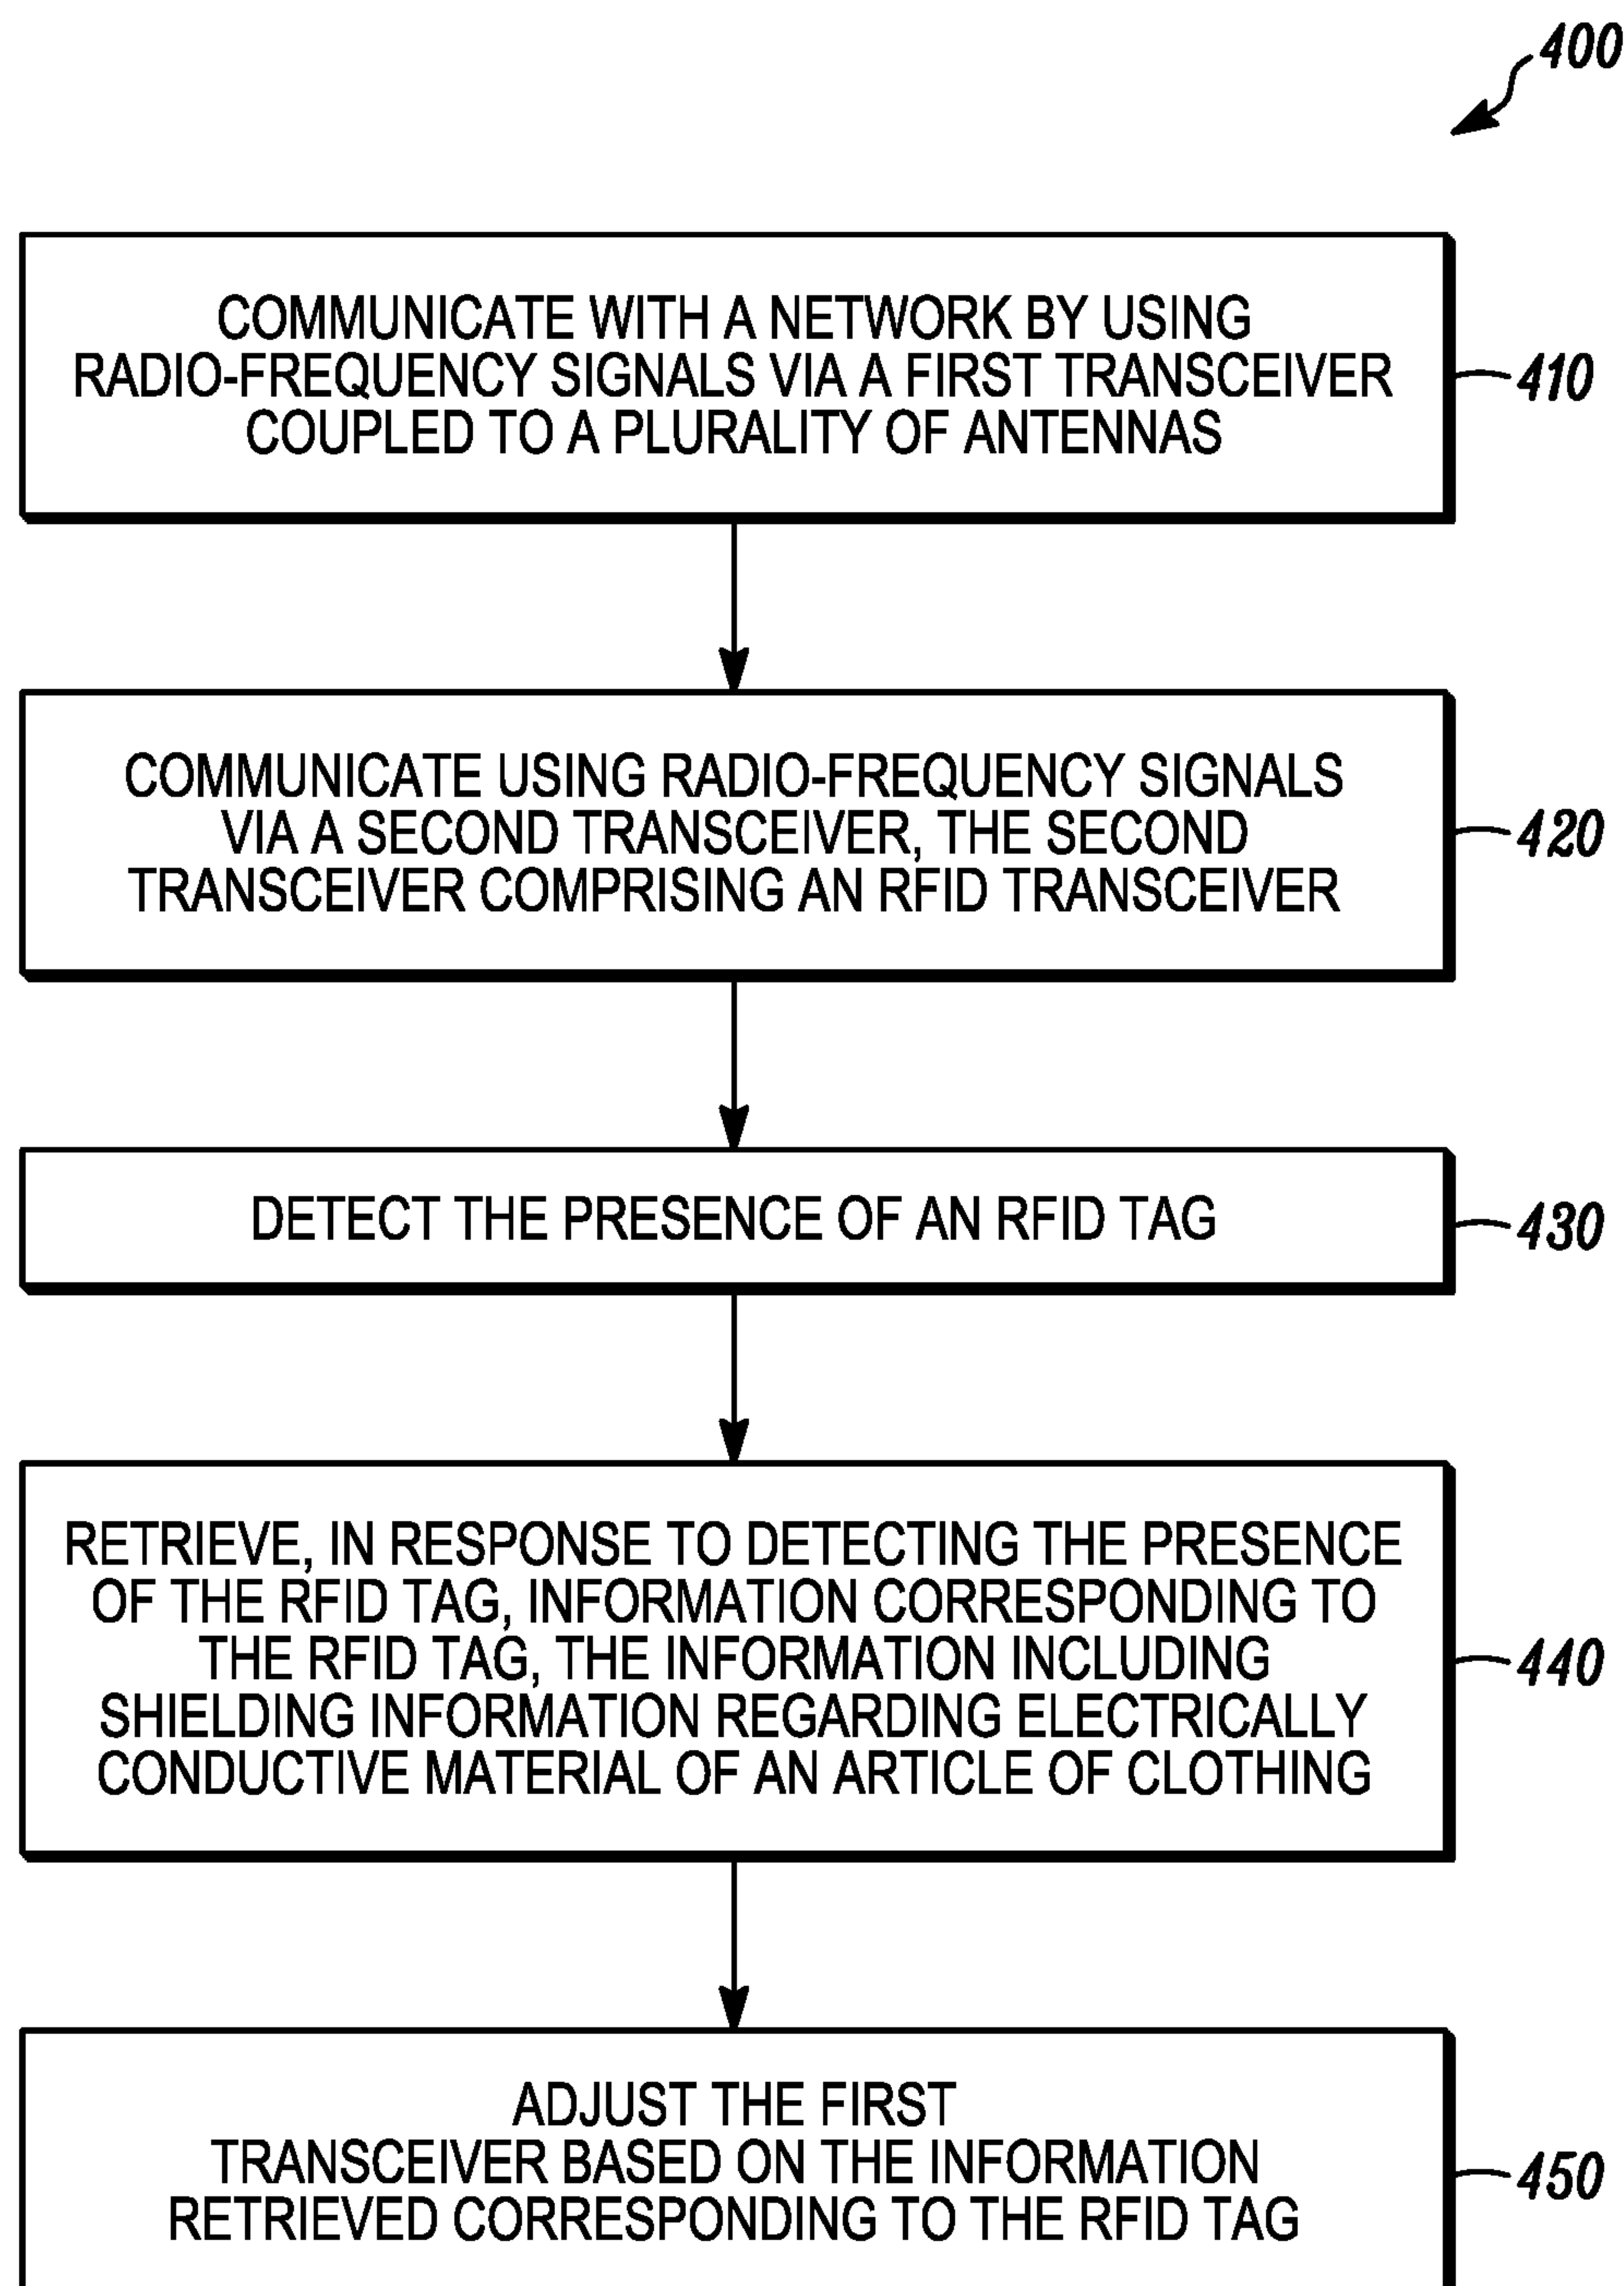 400
COMMUNICATE WITH A NETWORK BY USING
RADIO-FREQUENCY SIGNALS VIA A FIRST TRANSCEIVER
COUPLED TO A PLURALITY OF ANTENNAS
410
COMMUNICATE USING RADIO-FREQUENCY SIGNALS
VIA A SECOND TRANSCEIVER, THE SECOND
TRANSCEIVER COMPRISING AN RFID TRANSCEIVER
420
DETECT THE PRESENCE OF AN RFID TAG
430
RETRIEVE, IN RESPONSE TO DETECTING THE PRESENCE
OF THE RFID TAG, INFORMATION CORRESPONDING TO
THE RFID TAG, THE INFORMATION INCLUDING
SHIELDING INFORMATION REGARDING ELECTRICALLY
CONDUCTIVE MATERIAL OF AN ARTICLE OF CLOTHING
440
ADJUST THE FIRST
TRANSCEIVER BASED ON THE INFORMATION
RETRIEVED CORRESPONDING TO THE RFID TAG
450